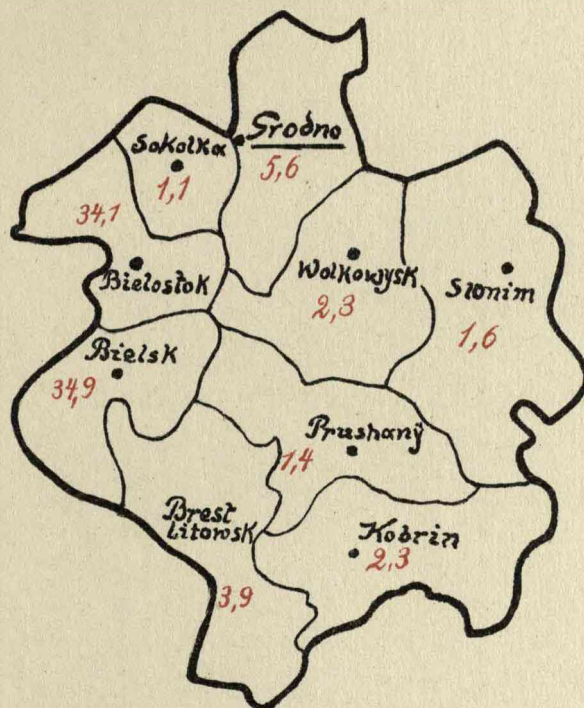 Grodno
5,6
Sokolka
1,1
34,1
Bielostok
Wolkowysk
2,3
Slonim
1,6
Bielsk
34,9
Prushanÿ
1,4
Brest
Litowsk
3,9
Kobrin
2,3